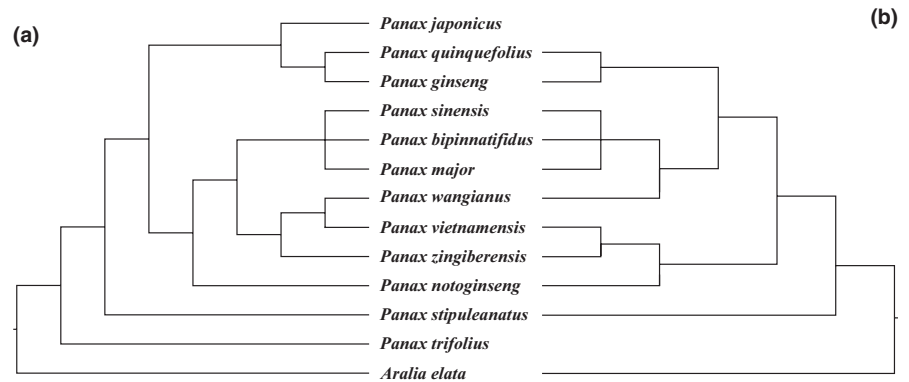 (a)
(b)
Panax japonicus
Panax quinquefolius
Panax ginseng
Panax sinensis
Panax bipinnatifidus
Panax major
Panax wangianus
Panax vietnamensis
Panax zingiberensis
Panax notoginseng
Panax stipuleanatus
Panax trifolius
Aralia elata